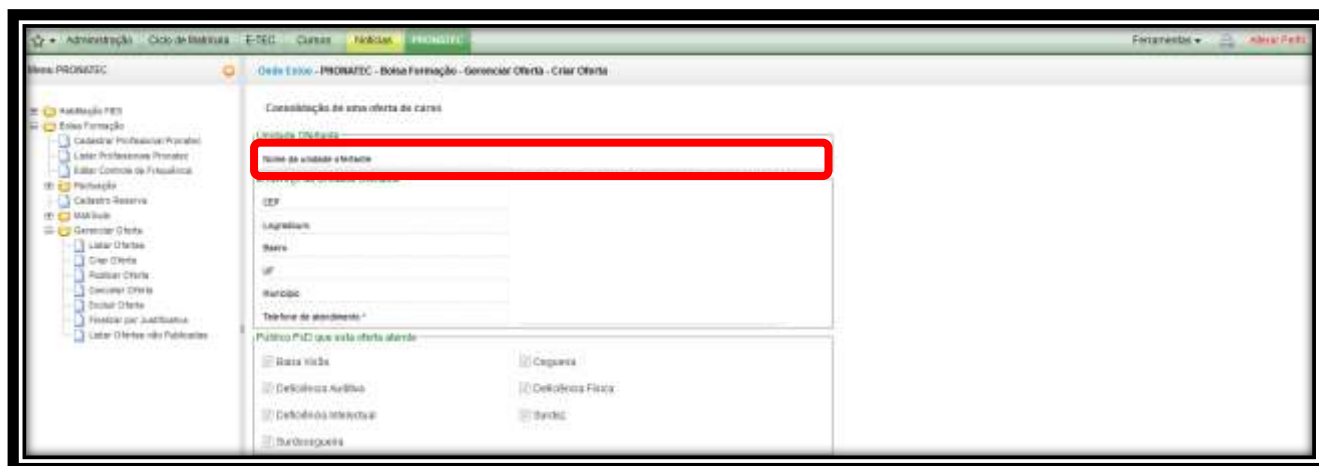 Administração Ciclo de Matrícula E-TEC Cursos Notícias PRONATEC Ferramentas Alterar Perfil
Menu PRONATEC
Onde Estou - PRONATEC - Bolsa Formação - Gerenciar Oferta - Criar Oferta
Habilitação FIES
Bolsa Formação
Cadastrar Profissional Pronatec
Listar Profissionais Pronatec
Editar Controle de Frequência
Pactuação
Cadastro Reserva
Matrícula
Gerenciar Oferta
Listar Ofertas
Criar Oferta
Publicar Oferta
Cancelar Oferta
Excluir Oferta
Finalizar por Justificativa
Listar Ofertas não Publicadas
Consolidação de uma oferta de curso
Unidade Ofertante
Nome da unidade ofertante
CEP
Logradouro
Bairro
UF
Município
Telefone de atendimento *
Público PcD que esta oferta atende
Baixa Visão Cegueira
Deficiência Auditiva Deficiência Física
Deficiência Intelectual Surdez
Surdocegueira